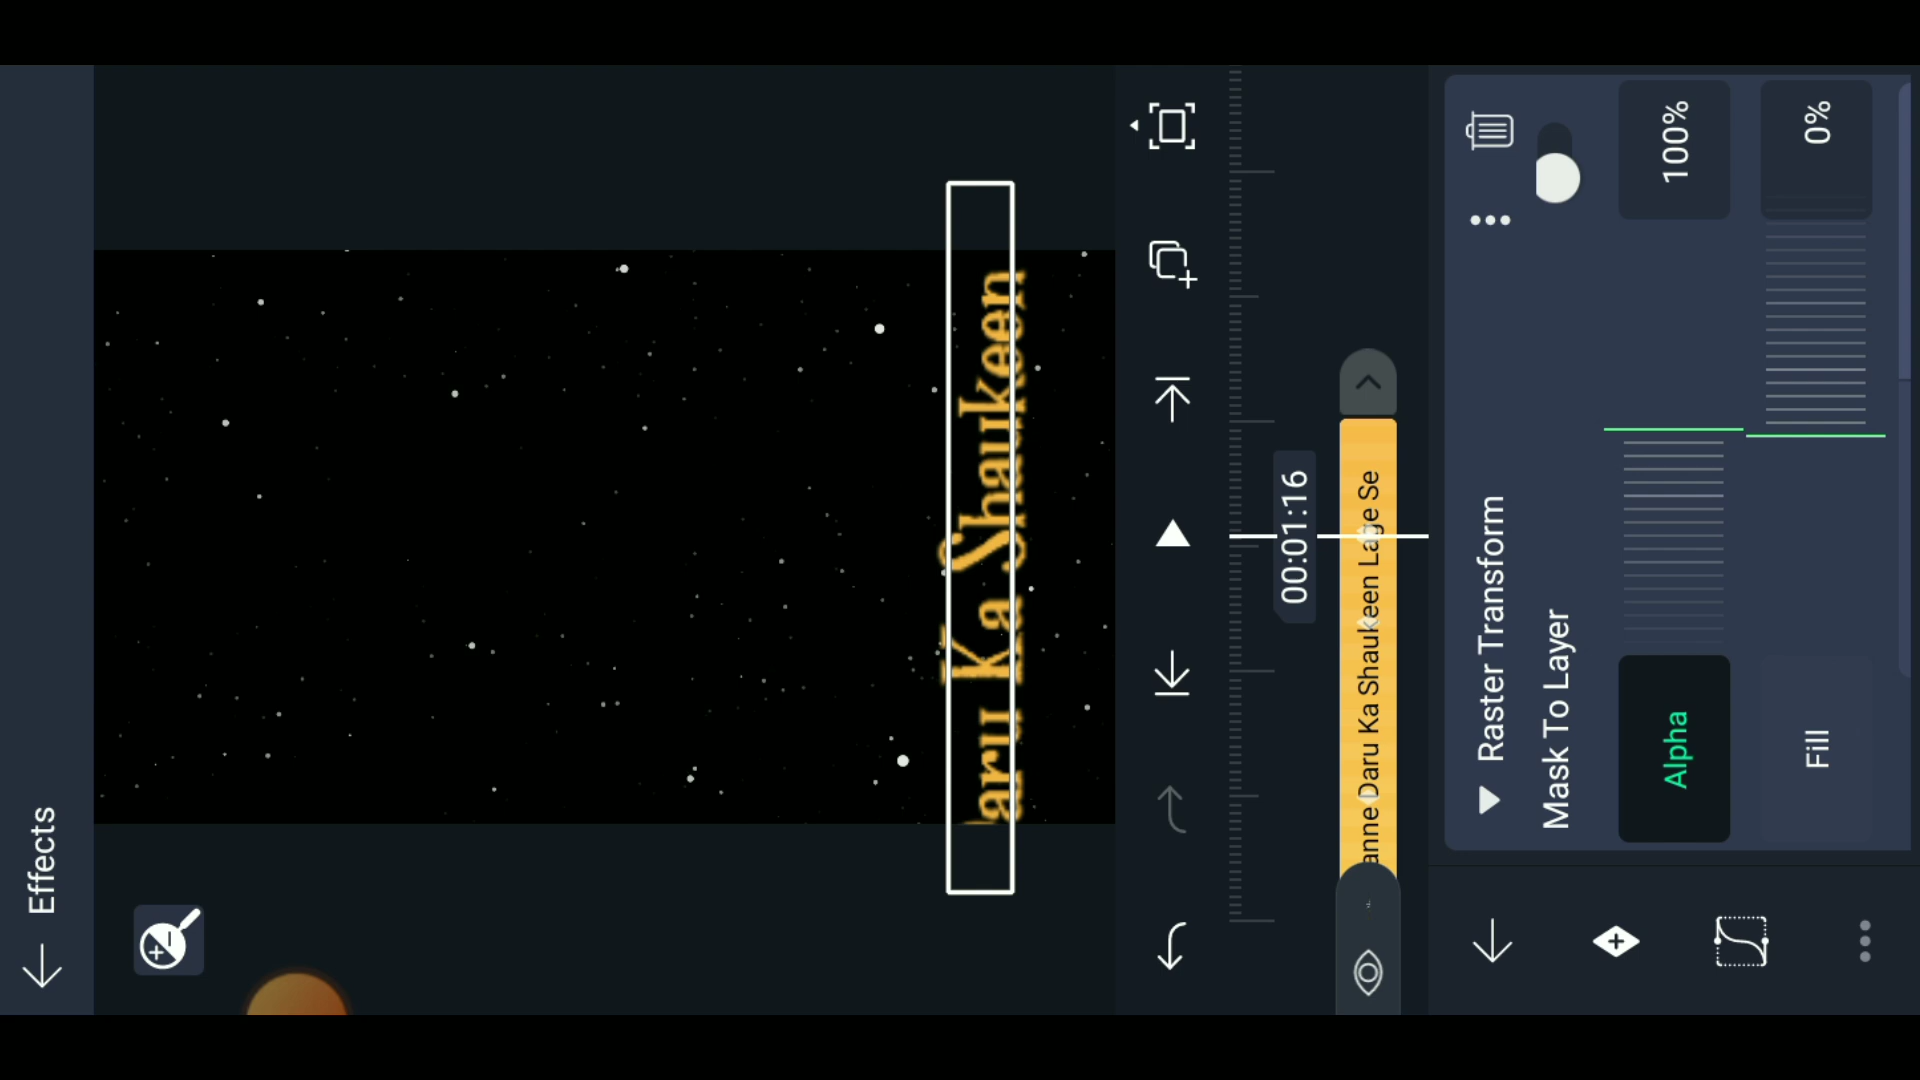 Effects
aru Ka Shaukeen
00:01:16
anne Daru Ka Shaukeen Lage Se
Raster Transform
Mask To Layer
Alpha
100%
Fill
0%